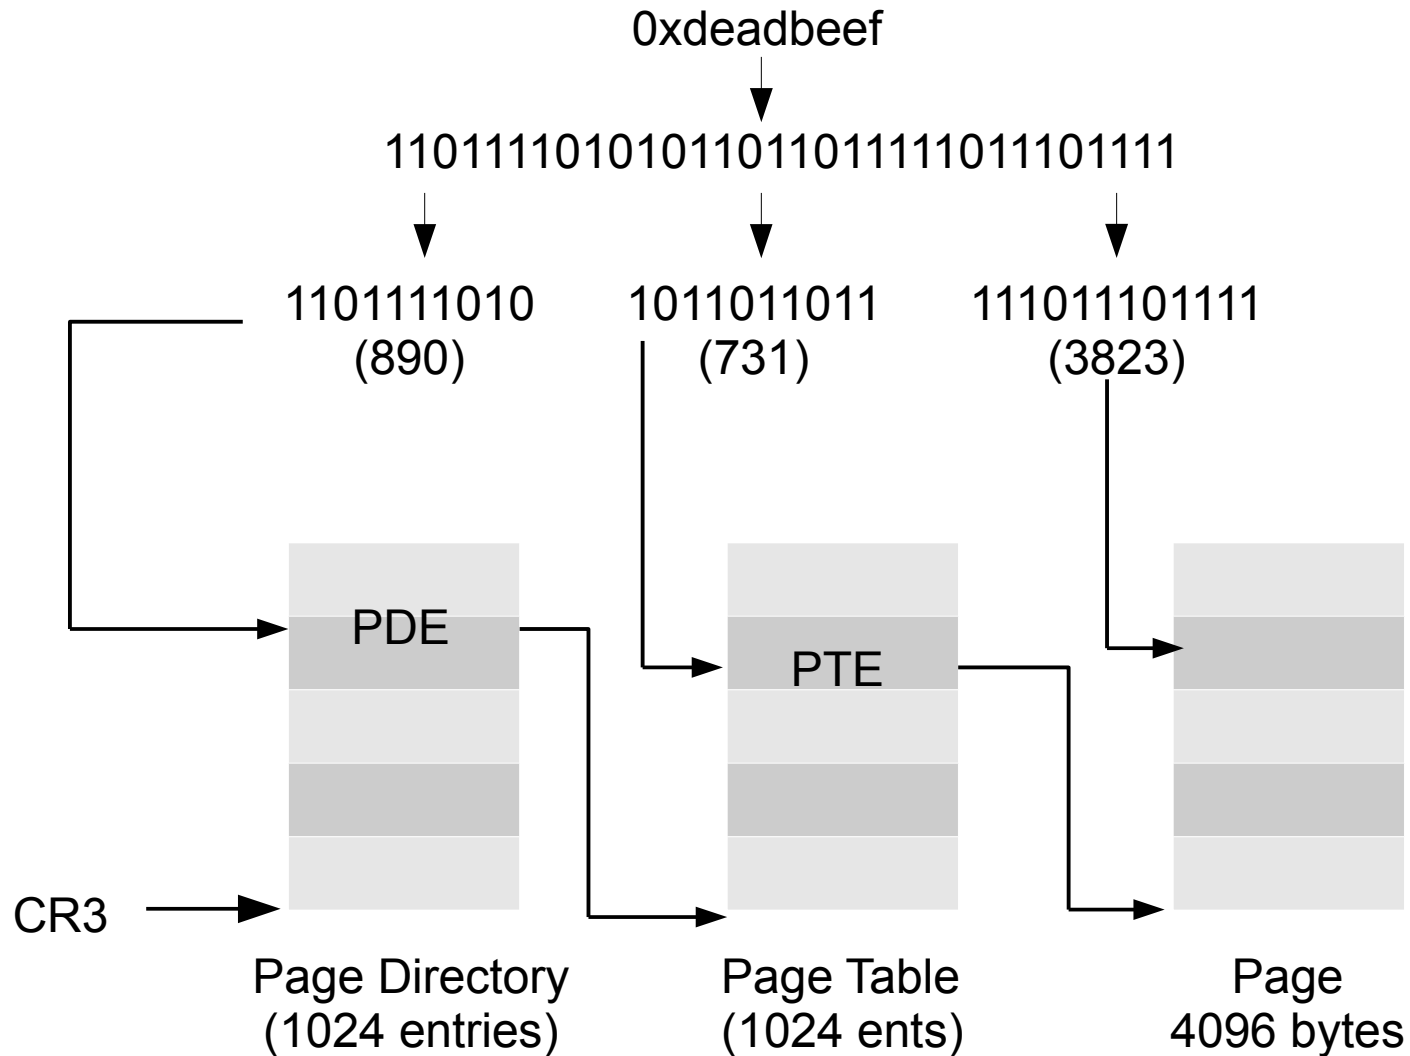 0xdeadbeef
11011110101011011011111011101111
1101111010 1011011011 111011101111
(890) (731) (3823)
PDE
PTE
CR3
Page Directory Page Table Page
(1024 entries) (1024 ents) 4096 bytes